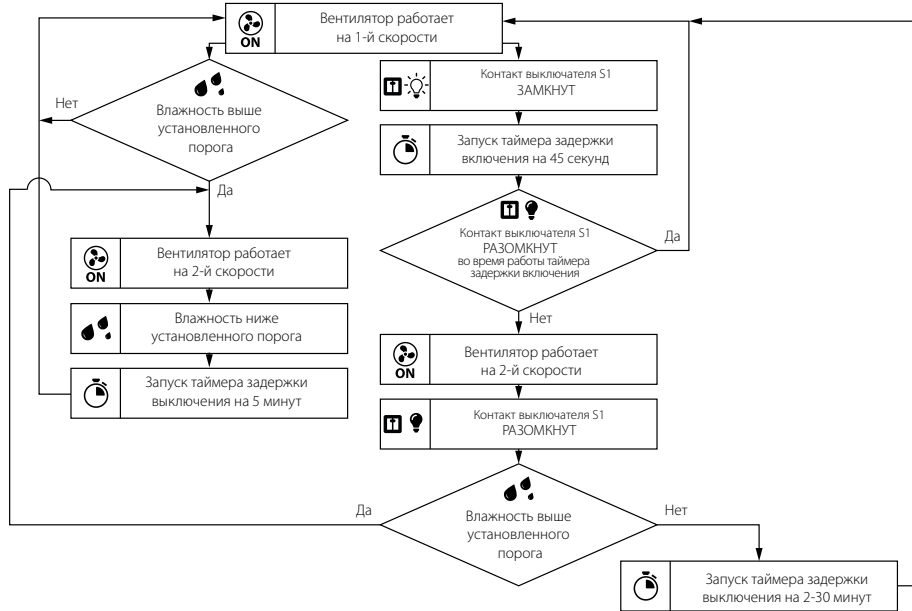 ON
Вентилятор работает
на 1-й скорости
Нет
Влажность выше
установленного
порога
Да
ON
Вентилятор работает
на 2-й скорости
Влажность ниже
установленного порога
Запуск таймера задержки
выключения на 5 минут
Контакт выключателя S1
ЗАМКНУТ
Запуск таймера задержки
включения на 45 секунд
Контакт выключателя S1
РАЗОМКНУТ
во время работы таймера
задержки включения
Да
Нет
ON
Вентилятор работает
на 2-й скорости
Контакт выключателя S1
РАЗОМКНУТ
Да
Влажность выше
установленного
порога
Нет
Запуск таймера задержки
выключения на 2-30 минут